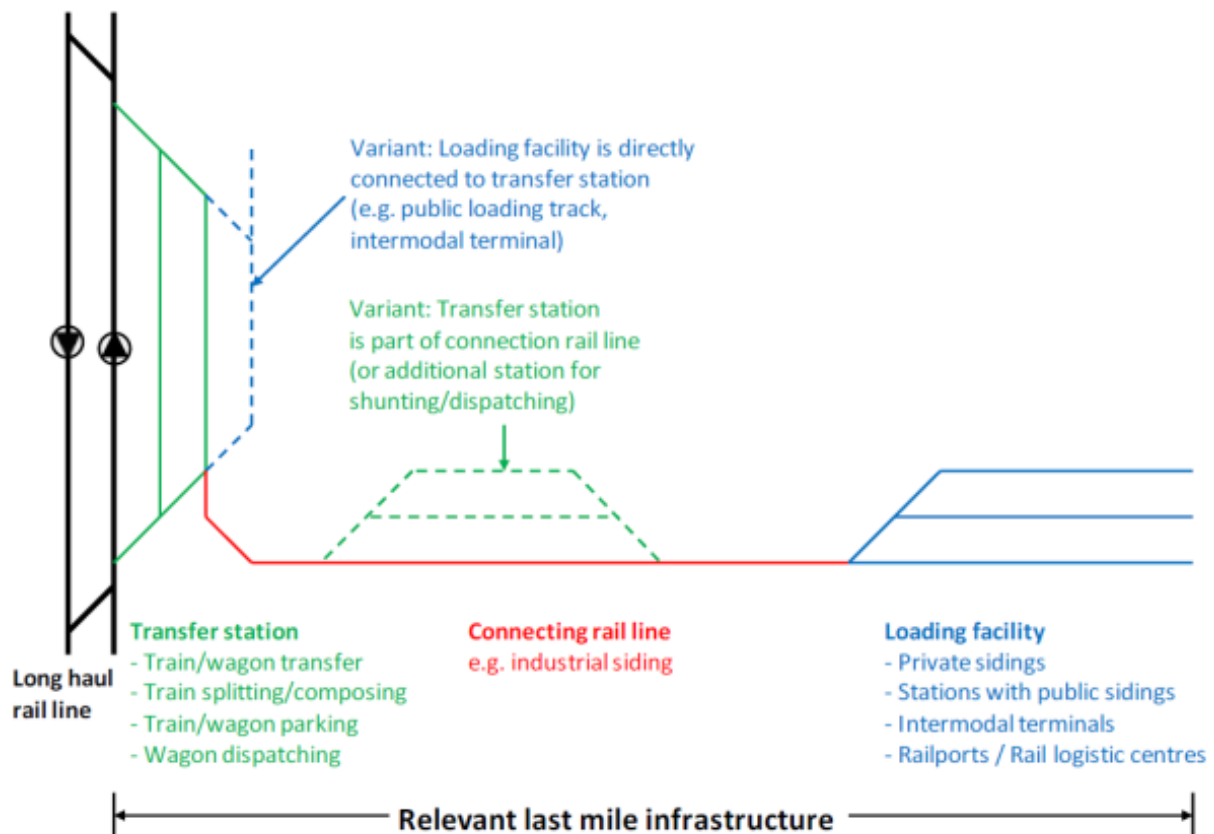 Variant: Loading facility is directly
connected to transfer station
(e.g. public loading track,
intermodal terminal)
Variant: Transfer station
is part of connection rail line
(or additional station for
shunting/dispatching)
Long haul
rail line
Transfer station
- Train/wagon transfer
- Train splitting/composing
- Train/wagon parking
- Wagon dispatching
Connecting rail line
e.g. industrial siding
Loading facility
- Private sidings
- Stations with public sidings
- Intermodal terminals
- Railports / Rail logistic centres
Relevant last mile infrastructure